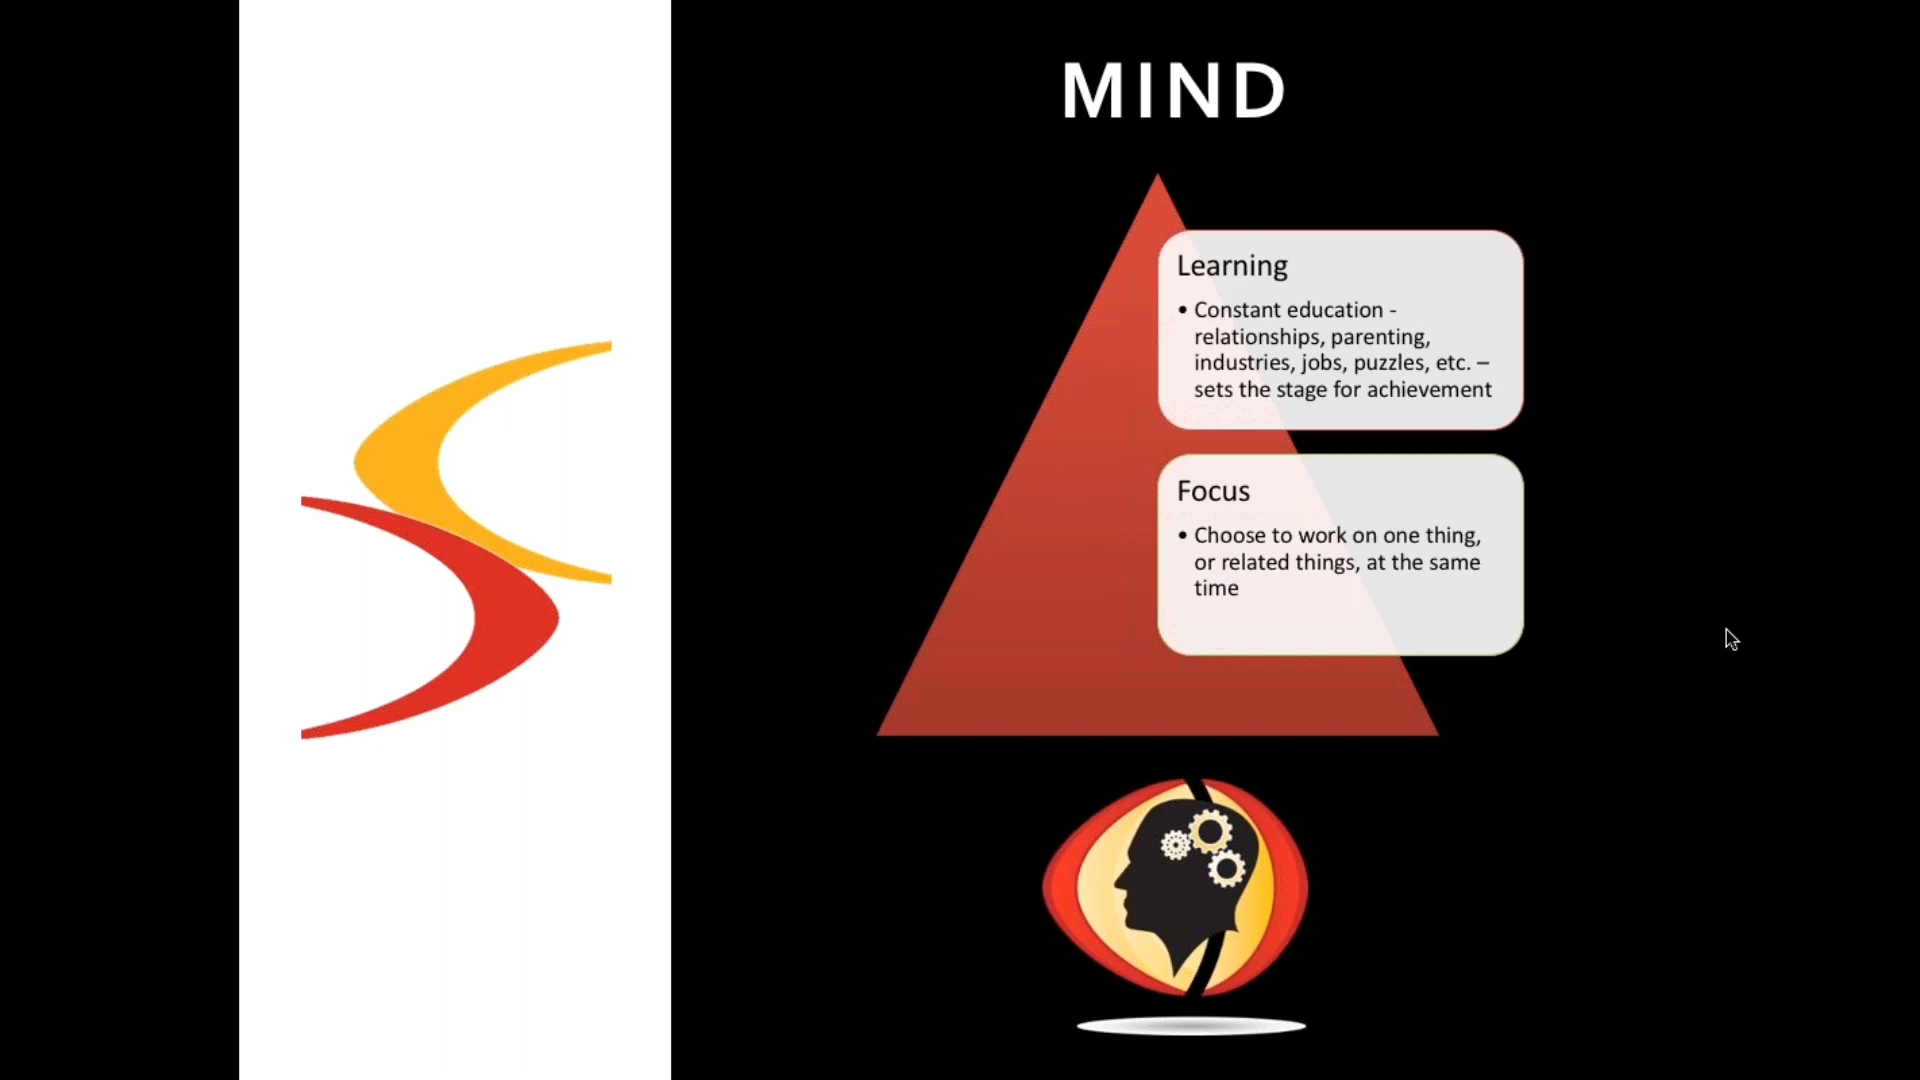 MIND
Learning
• Constant education -
relationships, parenting,
industries, jobs, puzzles, etc. –
sets the stage for achievement
Focus
• Choose to work on one thing,
or related things, at the same
time